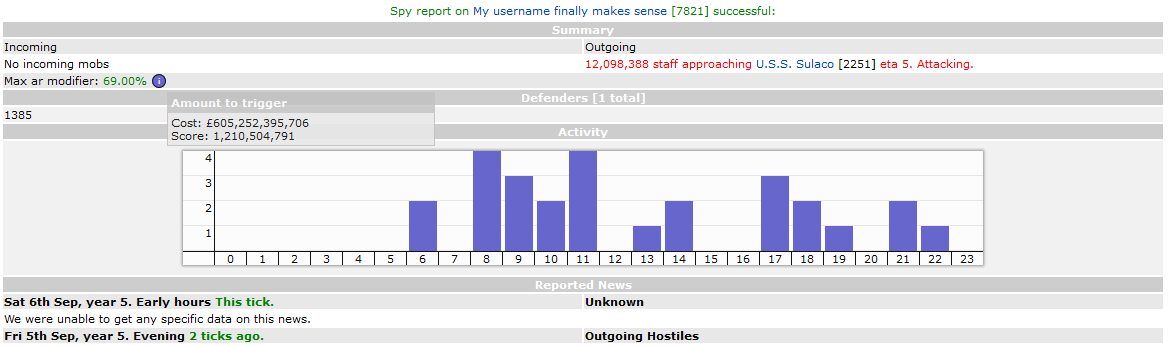 Spy report on My username finally makes sense [7821] successful:
Summary
Incoming Outgoing
No incoming mobs 12,098,388 staff approaching U.S.S. Sulaco [2251] eta 5. Attacking.
Max ar modifier: 69.00% i
Defenders [1 total]
Amount to trigger
1385
Cost: £605,252,395,706
Score: 1,210,504,791
Activity
4
3
2
1
0 1 2 3 4 5 6 7 8 9 10 11 12 13 14 15 16 17 18 19 20 21 22 23
Reported News
Sat 6th Sep, year 5. Early hours This tick. Unknown
We were unable to get any specific data on this news.
Fri 5th Sep, year 5. Evening 2 ticks ago. Outgoing Hostiles